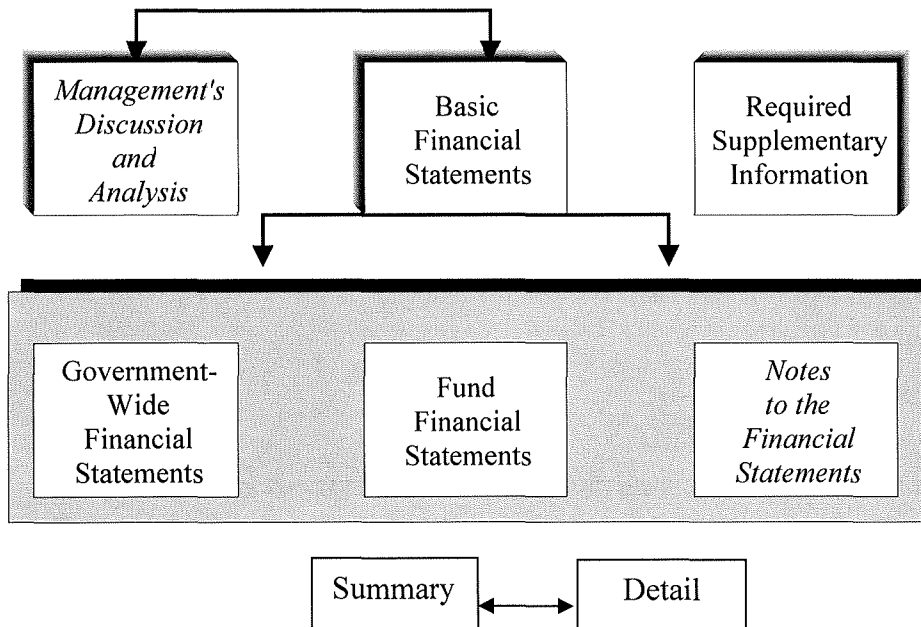 Management's
Discussion
and
Analysis
Basic
Financial
Statements
Required
Supplementary
Information
Government-
Wide
Financial
Statements
Fund
Financial
Statements
Notes
to the
Financial
Statements
Summary
Detail